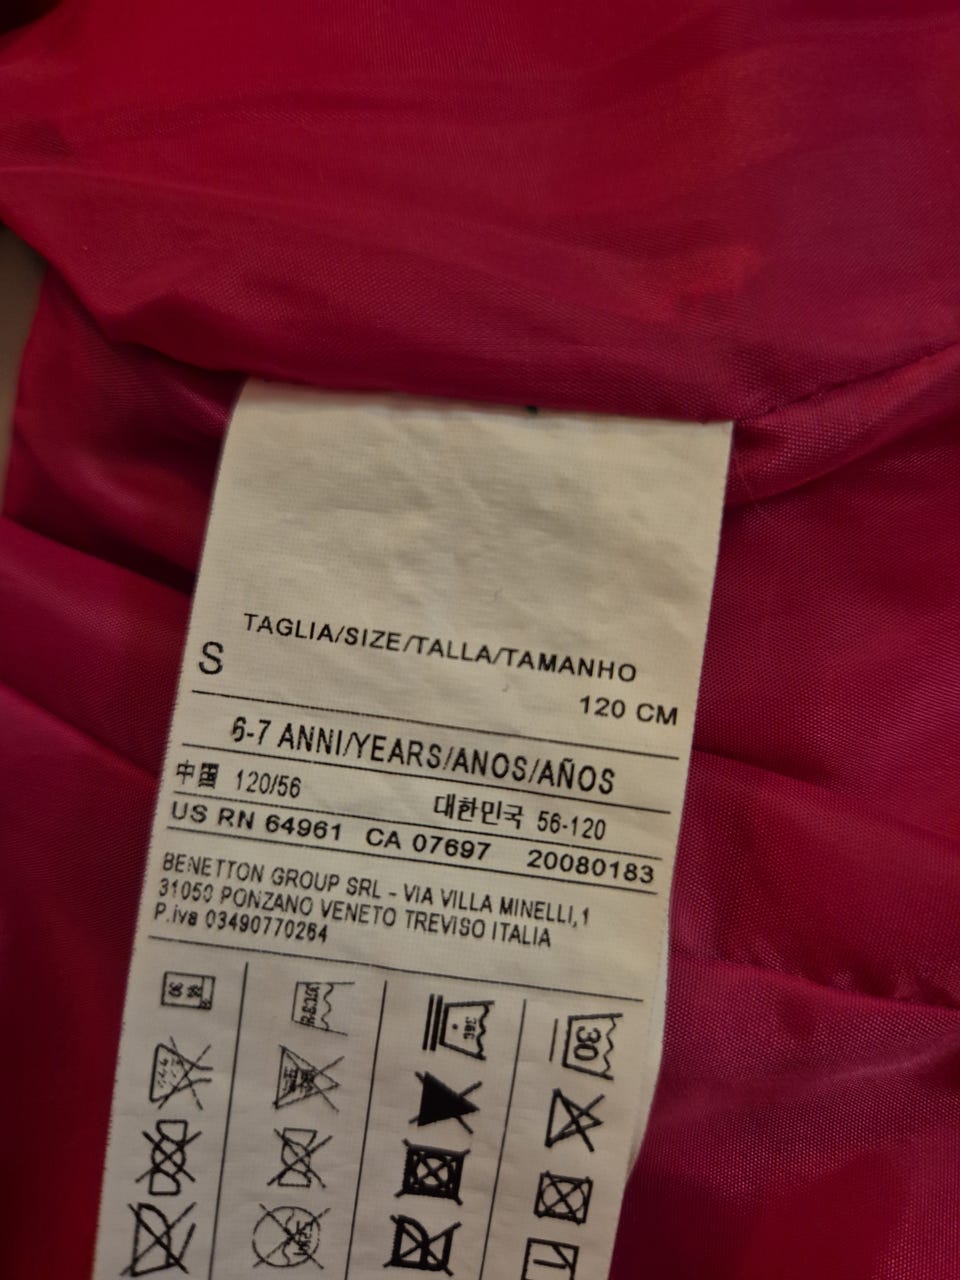 TAGLIA/SIZE/TALLA/TAMANHO
S
120 CM
6-7 ANNI/YEARS/ANOS/AÑOS
中国 120/56 대한민국 56-120
US RN 64961 CA 07697 20080183
BENETTON GROUP SRL - VIA VILLA MINELLI,1
31050 PONZANO VENETO TREVISO ITALIA
P.iva 03490770264
30